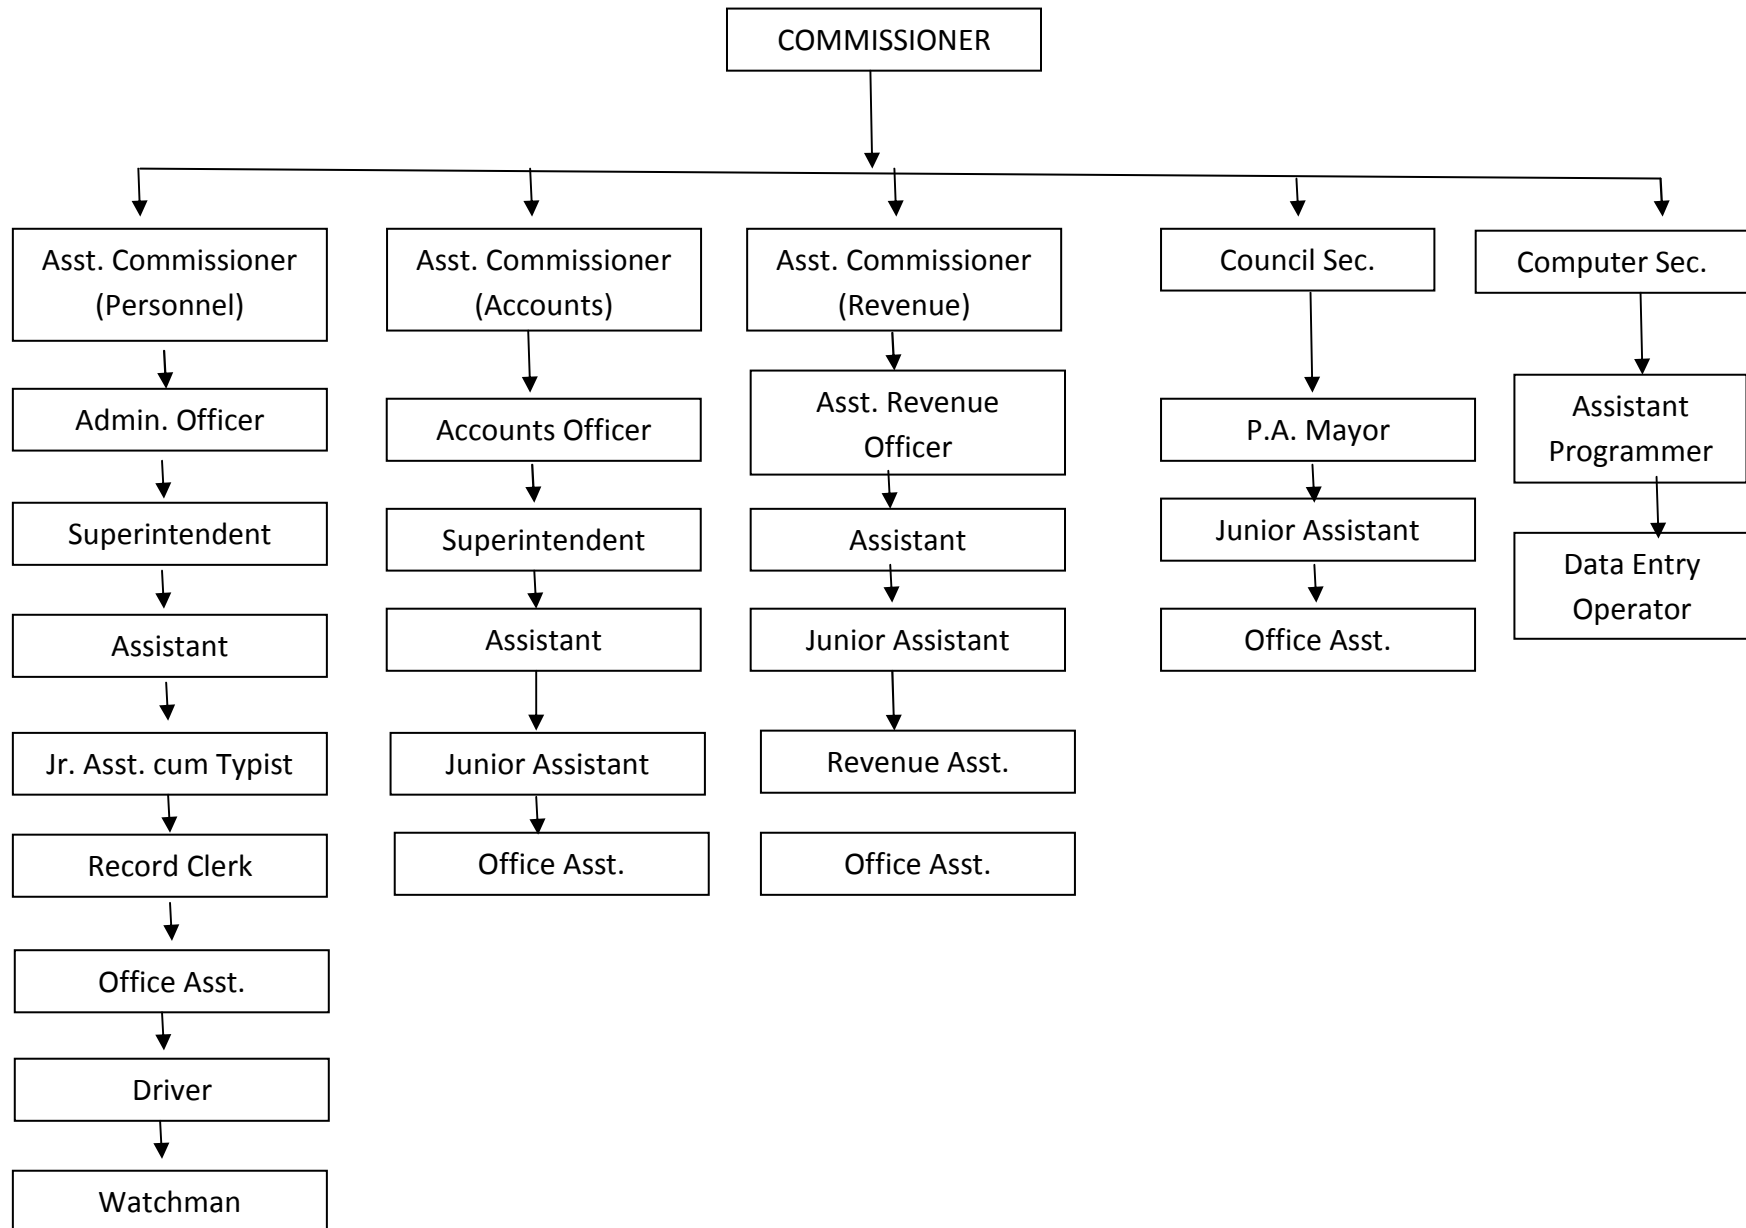 COMMISSIONER
Asst. Commissioner
(Personnel)
Admin. Officer
Superintendent
Assistant
Jr. Asst. cum Typist
Record Clerk
Office Asst.
Driver
Watchman
Asst. Commissioner
(Accounts)
Accounts Officer
Superintendent
Assistant
Junior Assistant
Office Asst.
Asst. Commissioner
(Revenue)
Asst. Revenue
Officer
Assistant
Junior Assistant
Revenue Asst.
Office Asst.
Council Sec.
P.A. Mayor
Junior Assistant
Office Asst.
Computer Sec.
Assistant
Programmer
Data Entry
Operator